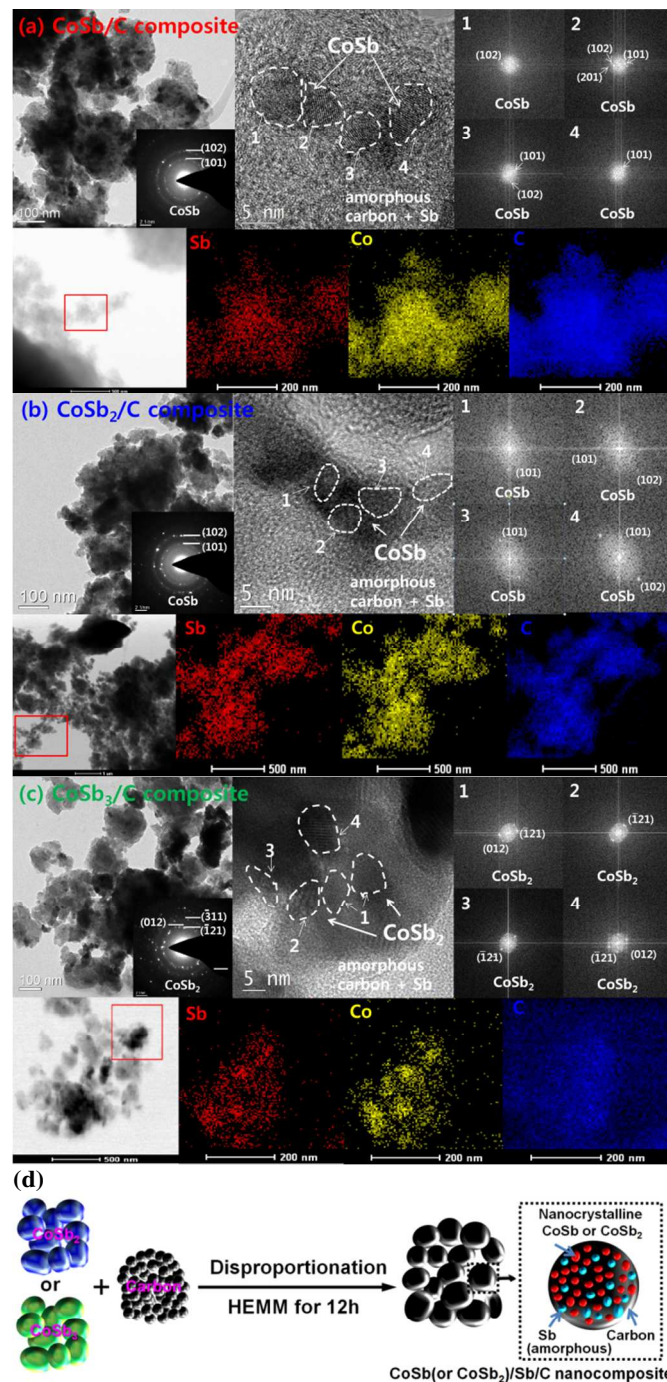 (a) CoSb/C composite
(102)
(101)
CoSb
100 nm
CoSb
1
2
3
4
amorphous
carbon + Sb
5 nm
1
(102)
CoSb
2
(102)
(101)
(201)
CoSb
3
(101)
(102)
CoSb
4
(101)
CoSb
Sb
200 nm
Co
200 nm
C
200 nm
(b) CoSb₂/C composite
(102)
(101)
CoSb
100 nm
1
2
3
4
CoSb
amorphous
carbon + Sb
5 nm
1
(101)
CoSb
2
(101)
(102)
CoSb
3
(101)
CoSb
4
(101)
(102)
CoSb
Sb
500 nm
Co
500 nm
C
500 nm
(c) CoSb₃/C composite
(012)
(3̅11)
(1̅21)
CoSb₂
100 nm
4
3
1
2
CoSb₂
amorphous
carbon + Sb
5 nm
1
(012)
(1̅21)
CoSb₂
2
(1̅21)
CoSb₂
3
(1̅21)
CoSb₂
4
(1̅21)
(012)
CoSb₂
500 nm
Sb
200 nm
Co
200 nm
C
200 nm
(d)
CoSb₂
or
CoSb₃
+
Carbon
Disproportionation
HEMM for 12h
Nanocrystalline
CoSb or CoSb₂
Sb
(amorphous)
Carbon
CoSb(or CoSb₂)/Sb/C nanocomposite